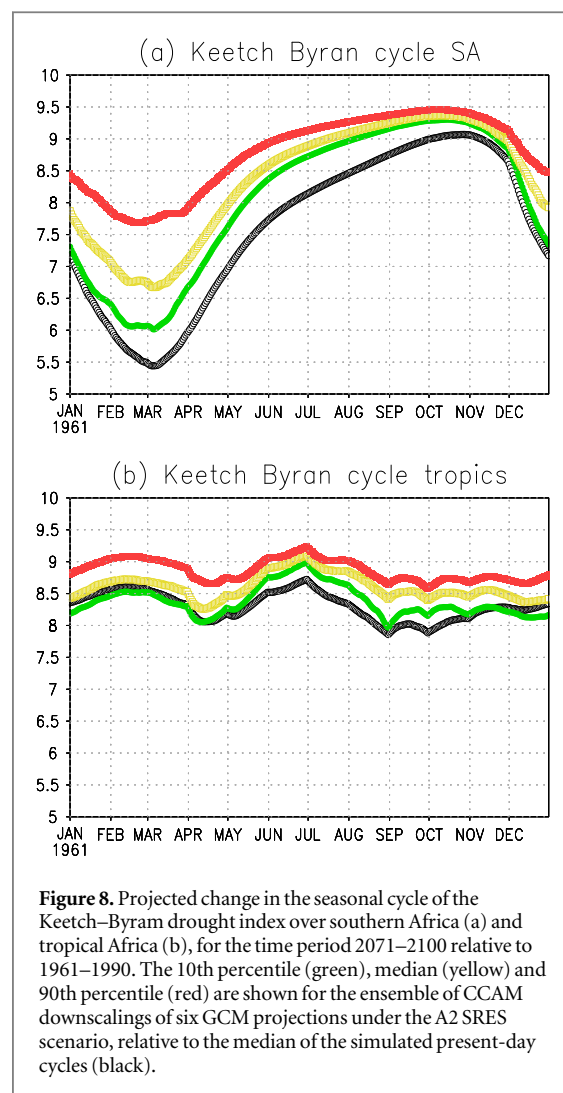 (a) Keetch Byran cycle SA
10
9.5
9
8.5
8
7.5
7
6.5
6
5.5
5
JAN FEB MAR APR MAY JUN JUL AUG SEP OCT NOV DEC
1961
(b) Keetch Byran cycle tropics
10
9.5
9
8.5
8
7.5
7
6.5
6
5.5
5
JAN FEB MAR APR MAY JUN JUL AUG SEP OCT NOV DEC
1961
Figure 8. Projected change in the seasonal cycle of the
Keetch–Byram drought index over southern Africa (a) and
tropical Africa (b), for the time period 2071–2100 relative to
1961–1990. The 10th percentile (green), median (yellow) and
90th percentile (red) are shown for the ensemble of CCAM
downscalings of six GCM projections under the A2 SRES
scenario, relative to the median of the simulated present-day
cycles (black).